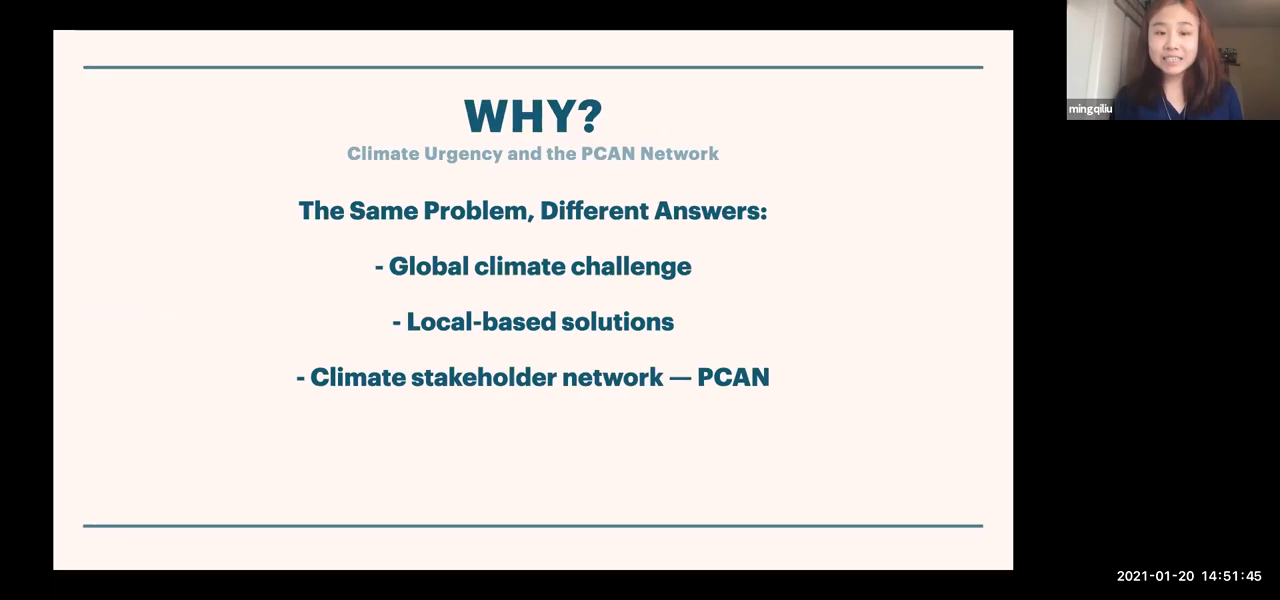 WHY?
Climate Urgency and the PCAN Network
The Same Problem, Different Answers:
- Global climate challenge
- Local-based solutions
- Climate stakeholder network — PCAN
mingqiliu
2021-01-20 14:51:45